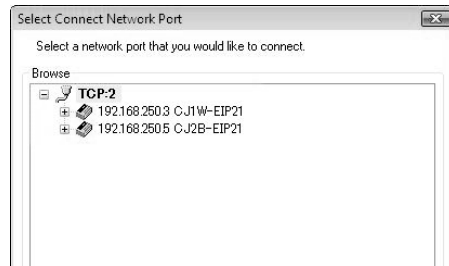 Select Connect Network Port
Select a network port that you would like to connect.
Browse
TCP:2
192.168.250.3 CJ1W-EIP21
192.168.250.5 CJ2B-EIP21